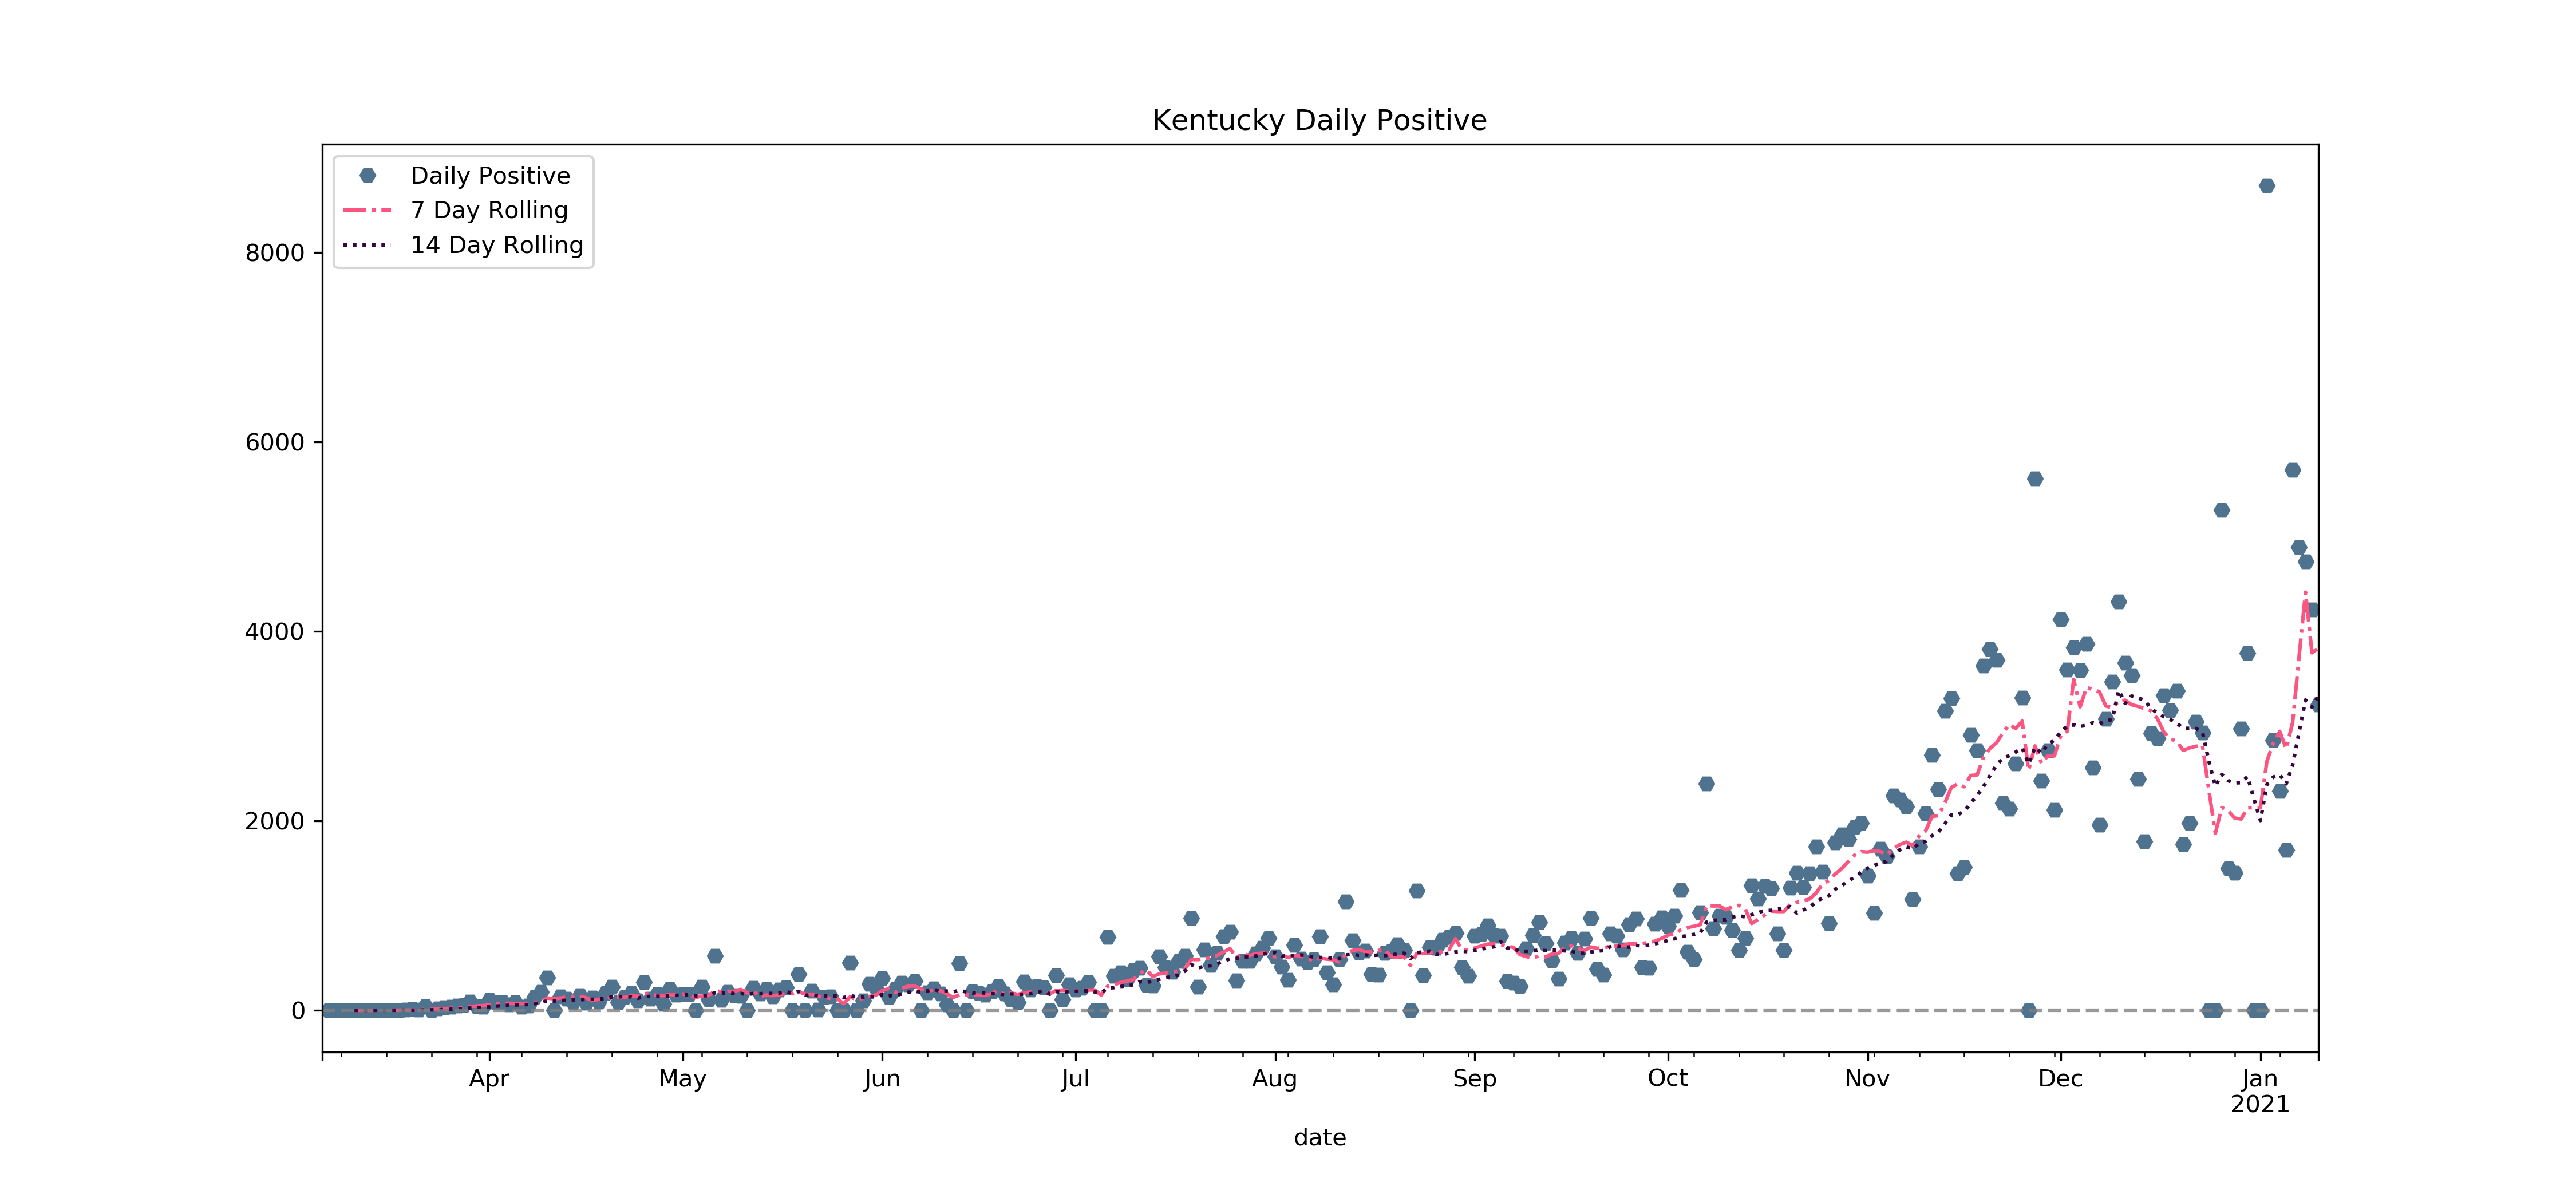 Kentucky Daily Positive
Daily Positive
7 Day Rolling
14 Day Rolling
8000
6000
4000
2000
0
Apr May Jun Jul Aug Sep Oct Nov Dec Jan
2021
date